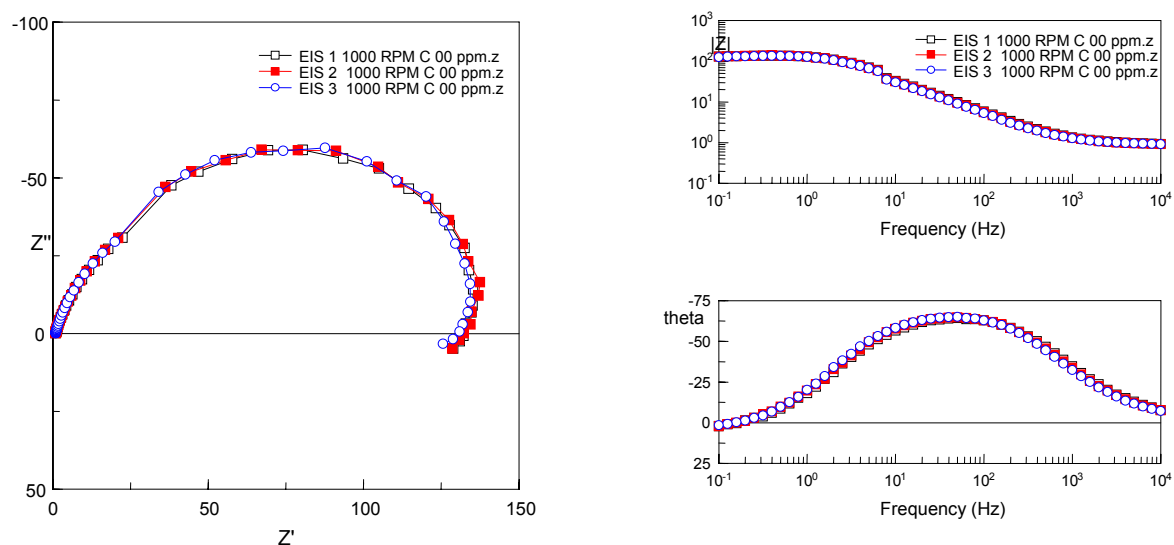 -100
-50
0
50
Z''
0
50
100
150
Z'
EIS 1 1000 RPM C 00 ppm.z
EIS 2 1000 RPM C 00 ppm.z
EIS 3 1000 RPM C 00 ppm.z
10³
10²
10¹
10⁰
10⁻¹
|Z|
EIS 1 1000 RPM C 00 ppm.z
EIS 2 1000 RPM C 00 ppm.z
EIS 3 1000 RPM C 00 ppm.z
10⁻¹
10⁰
10¹
10²
10³
10⁴
Frequency (Hz)
-75
-50
-25
0
25
theta
10⁻¹
10⁰
10¹
10²
10³
10⁴
Frequency (Hz)